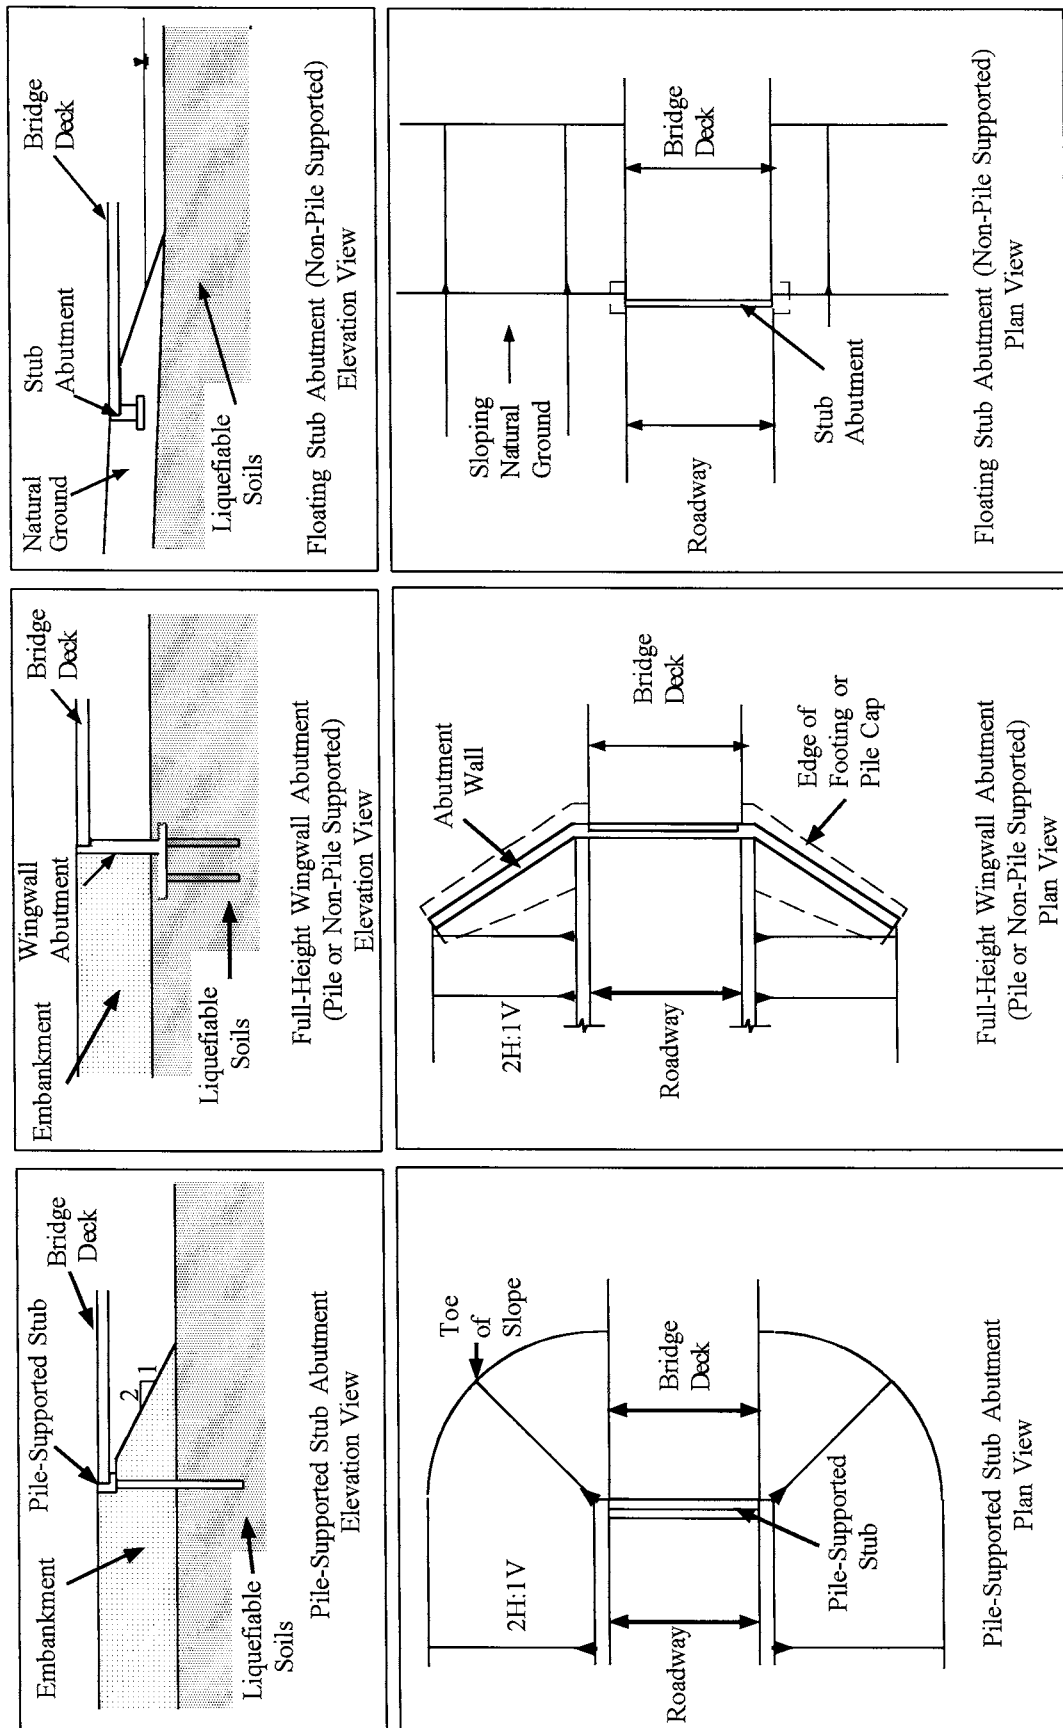 Embankment
Pile-Supported Stub
Bridge
Deck
2
1
Liquefiable
Soils
Pile-Supported Stub Abutment
Elevation View
Embankment
Wingwall
Abutment
Bridge
Deck
Liquefiable
Soils
Full-Height Wingwall Abutment
(Pile or Non-Pile Supported)
Elevation View
Natural
Ground
Stub
Abutment
Bridge
Deck
Liquefiable
Soils
Floating Stub Abutment (Non-Pile Supported)
Elevation View
2H:1V
Toe
of
Slope
Roadway
Bridge
Deck
Pile-Supported
Stub
Pile-Supported Stub Abutment
Plan View
Abutment
Wall
2H:1V
Roadway
Bridge
Deck
Edge of
Footing or
Pile Cap
Full-Height Wingwall Abutment
(Pile or Non-Pile Supported)
Plan View
Sloping
Natural
Ground
Roadway
Bridge
Deck
Stub
Abutment
Floating Stub Abutment (Non-Pile Supported)
Plan View